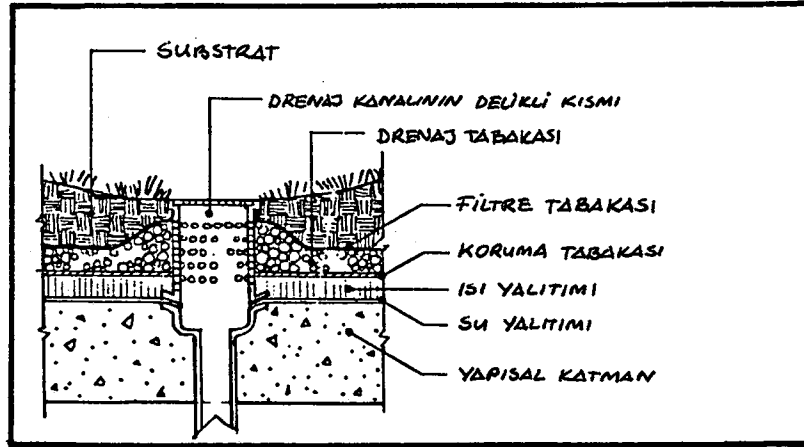 SUBSTRAT
DRENAJ KANALININ DELİKLİ KISMI
DRENAJ TABAKASI
FİLTRE TABAKASI
KORUMA TABAKASI
ISI YALITIMI
SU YALITIMI
YAPISAL KATMAN